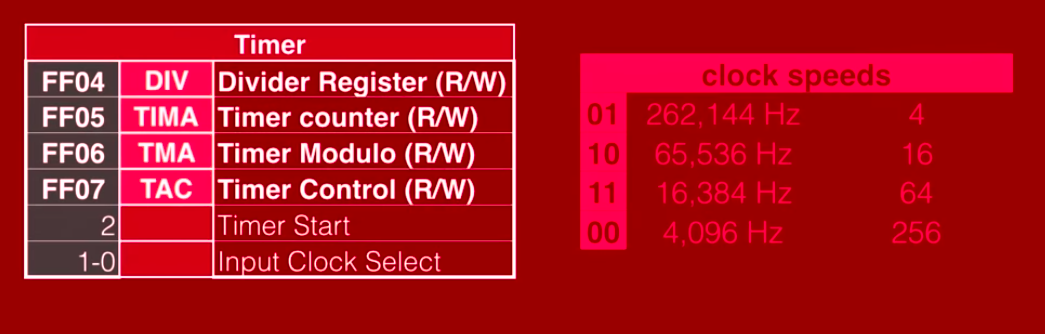 Timer
FF04 DIV Divider Register (R/W)
FF05 TIMA Timer counter (R/W)
FF06 TMA Timer Modulo (R/W)
FF07 TAC Timer Control (R/W)
2 Timer Start
1-0 Input Clock Select
clock speeds
01 262,144 Hz 4
10 65,536 Hz 16
11 16,384 Hz 64
00 4,096 Hz 256